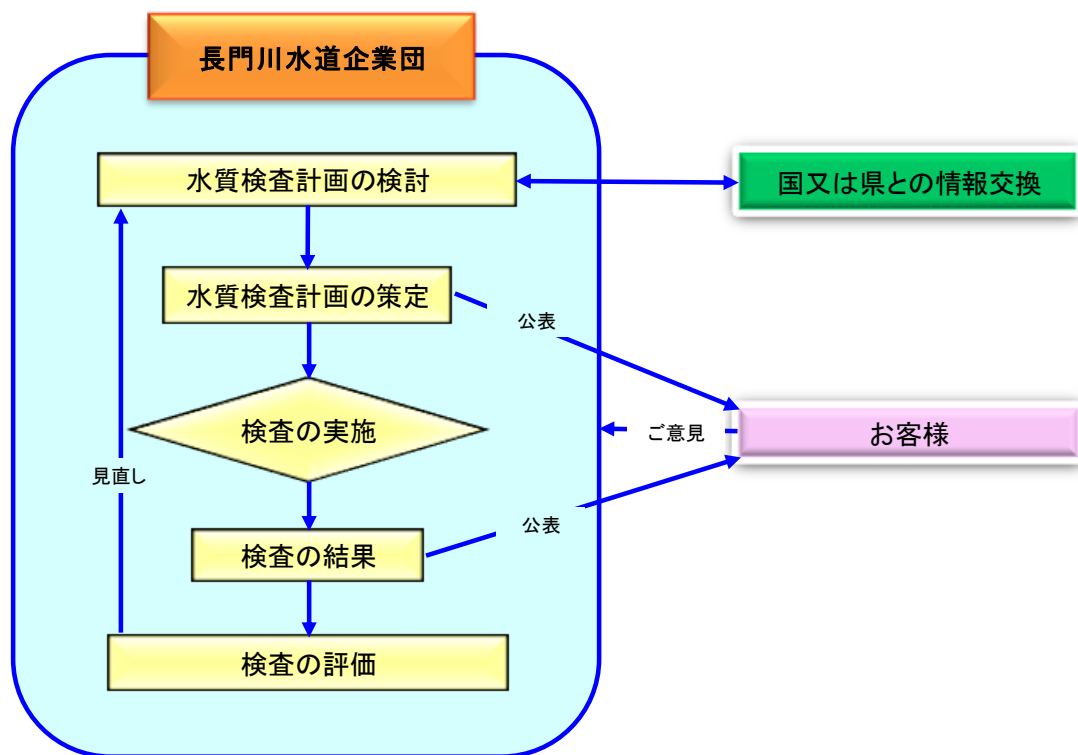 長門川水道企業団
水質検査計画の検討
国又は県との情報交換
水質検査計画の策定
公表
検査の実施
ご意見
お客様
見直し
公表
検査の結果
検査の評価